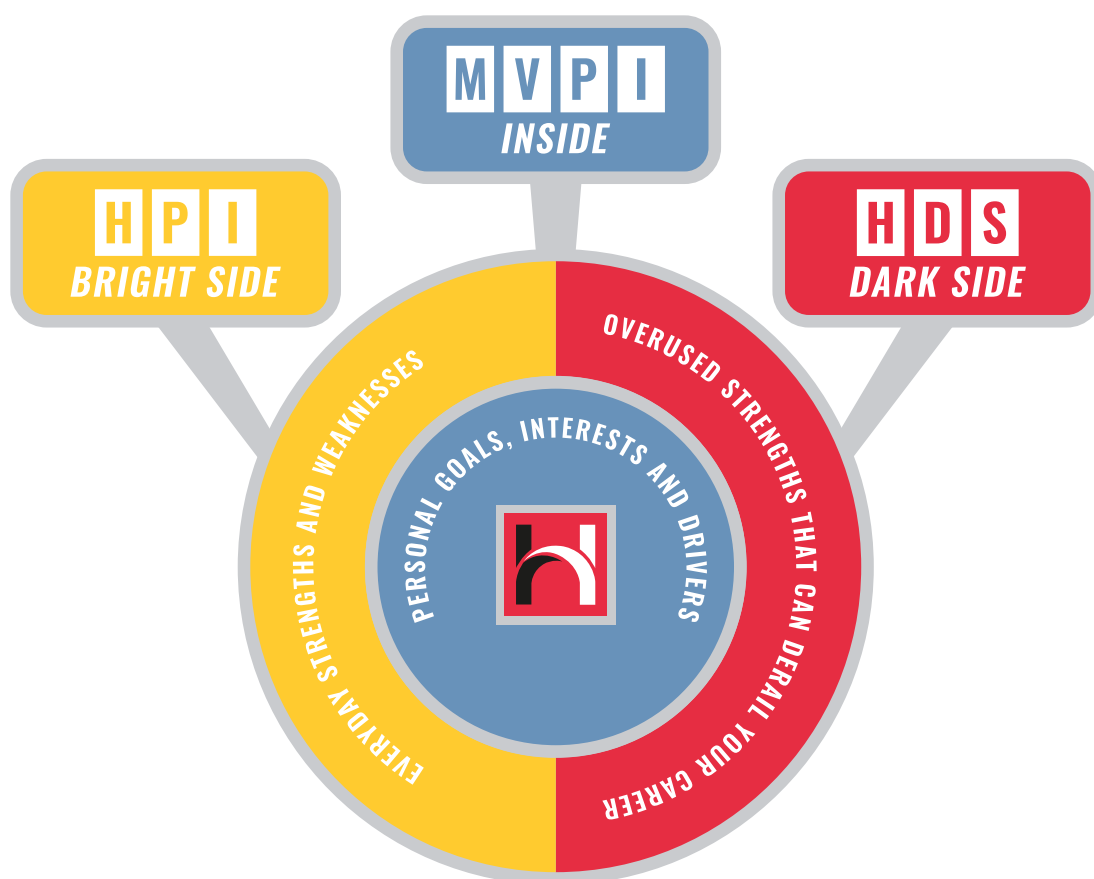 MVPI
INSIDE
HPI
BRIGHT SIDE
HDS
DARK SIDE
EVERYDAY STRENGTHS AND WEAKNESSES
OVERUSED STRENGTHS THAT CAN DERAIL YOUR CAREER
PERSONAL GOALS, INTERESTS AND DRIVERS
H